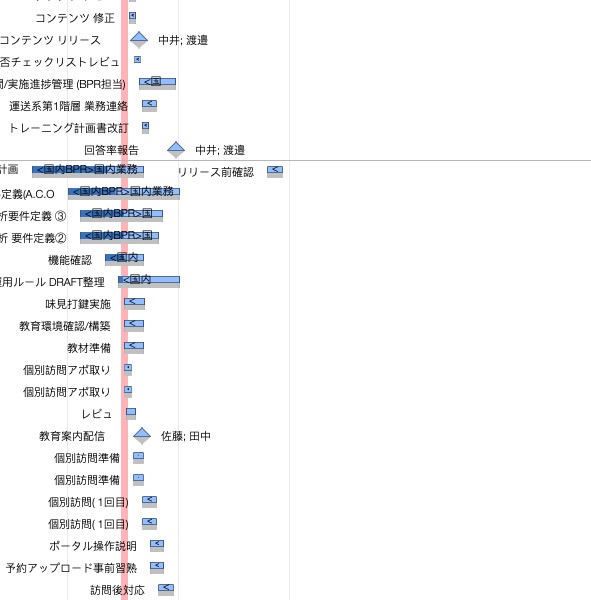 コンテンツ 修正
<
コンテンツ リリース 中井; 渡邉
否チェックリストレビュ
/実施進捗管理 (BPR担当) <国
運送系第1階層 業務連絡 <
トレーニング計画書改訂
回答率報告 中井; 渡邉
計画 <国内BPR>国内業務 リリース前確認 <
定義(A.C.O <国内BPR>国内業務
析要件定義 ③ <国内BPR>国
析 要件定義② <国内BPR>国
機能確認 <国内
運用ルール DRAFT整理 <国内
味見打鍵実施 <
教育環境確認/構築 <
教材準備 <
個別訪問アポ取り
個別訪問アポ取り
レビュ
教育案内配信 佐藤; 田中
個別訪問準備
個別訪問準備
個別訪問( 1回目) <
個別訪問( 1回目) <
ポータル操作説明 <
予約アップロード事前習熟 <
訪問後対応 <